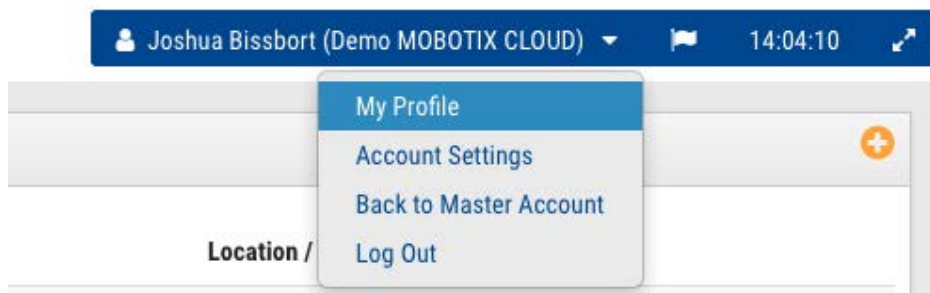 Joshua Bissbort (Demo MOBOTIX CLOUD) 14:04:10
My Profile
Account Settings
Back to Master Account
Location /
Log Out